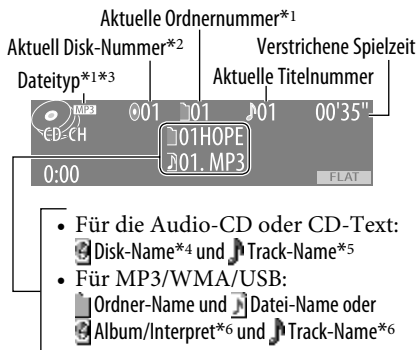 Aktuelle Ordnernummer*1
Aktuell Disk-Nummer*2
Verstrichene Spielzeit
Dateityp*1*3
Aktuelle Titelnummer
MP3 01 01 01 00'35"
CD-CH
01HOPE
01. MP3
0:00 FLAT
• Für die Audio-CD oder CD-Text:
Disk-Name*4 und Track-Name*5
• Für MP3/WMA/USB:
Ordner-Name und Datei-Name oder
Album/Interpret*6 und Track-Name*6